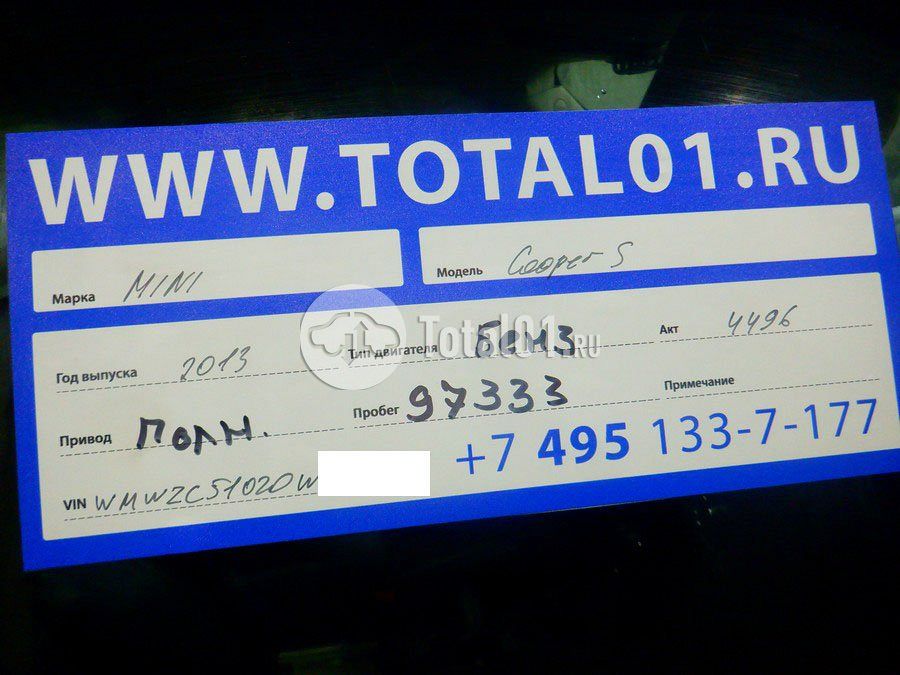 WWW.TOTAL01.RU
Марка MINI Модель Cooper S
Total01.RU
Год выпуска 2013 Тип двигателя Бенз Акт 4496
Привод Полн. Пробег 97333 Примечание
+7 495 133-7-177
VIN WMWZC51020W